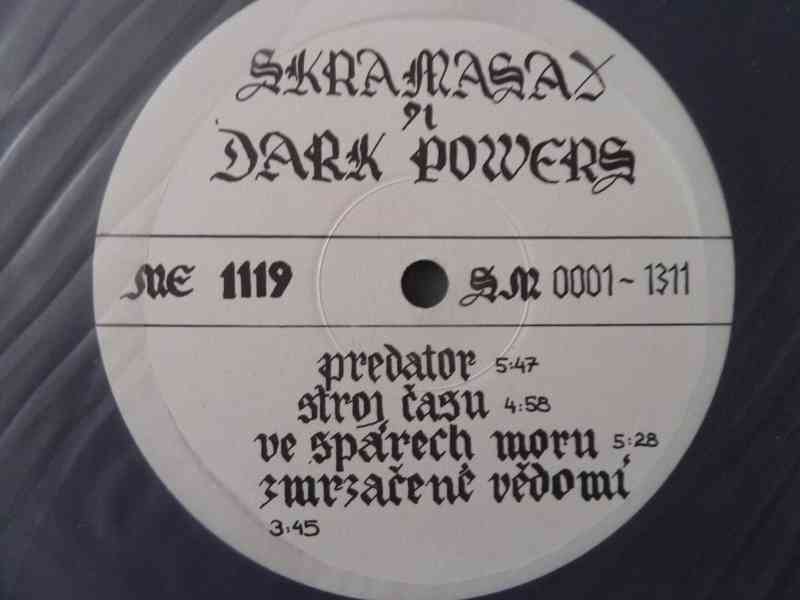 SKRAMASAX
91
DARK POWERS
ME 1119 SM 0001-1311
predator 5:47
stroj času 4:58
ve spárech moru 5:28
zmrzačené vědomí
3:45